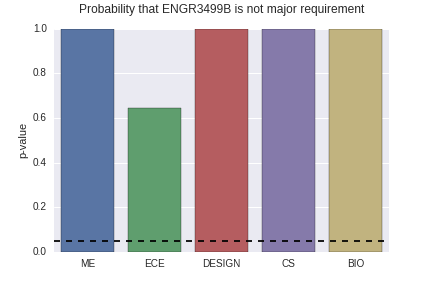 Probability that ENGR3499B is not major requirement
1.0
0.8
0.6
0.4
0.2
0.0
p-value
ME ECE DESIGN CS BIO